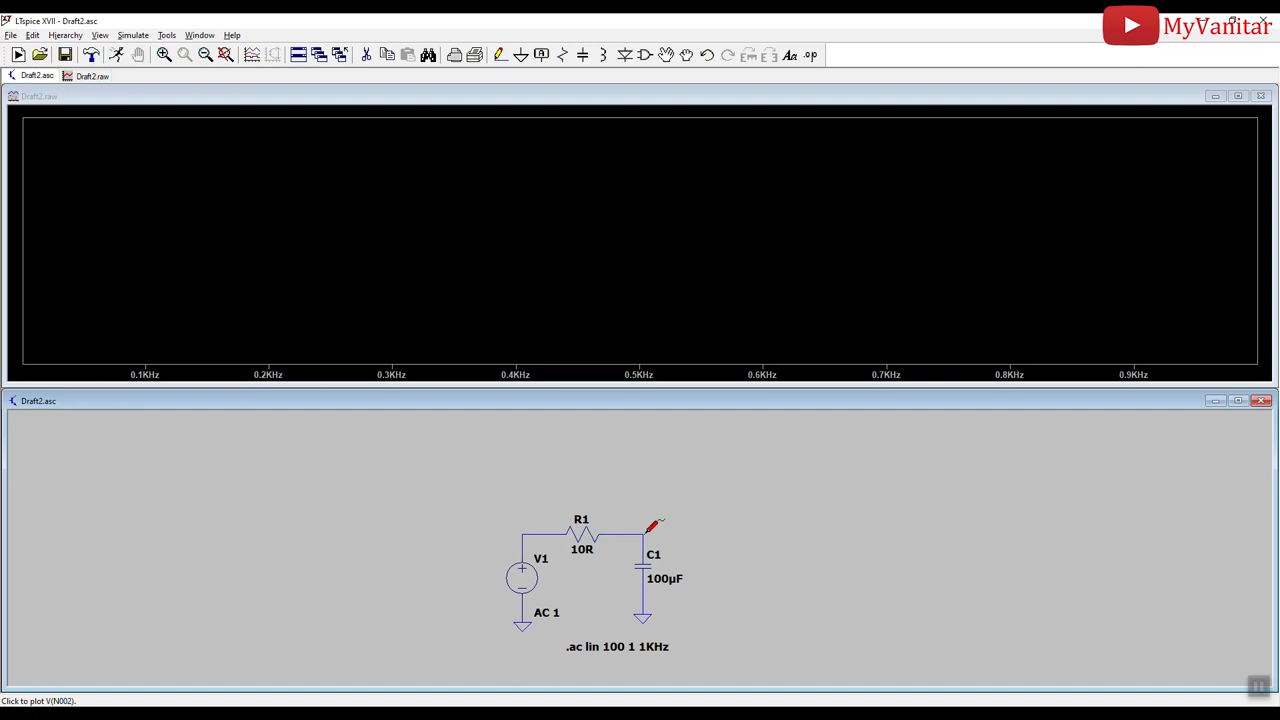 LTspice XVII - Draft2.asc
MyVanitar
File Edit Hierarchy View Simulate Tools Window Help
Aa .op
Draft2.asc Draft2.raw
Draft2.raw
0.1KHz 0.2KHz 0.3KHz 0.4KHz 0.5KHz 0.6KHz 0.7KHz 0.8KHz 0.9KHz
Draft2.asc
R1
10R
V1
C1
100µF
AC 1
.ac lin 100 1 1KHz
Click to plot V(N002).